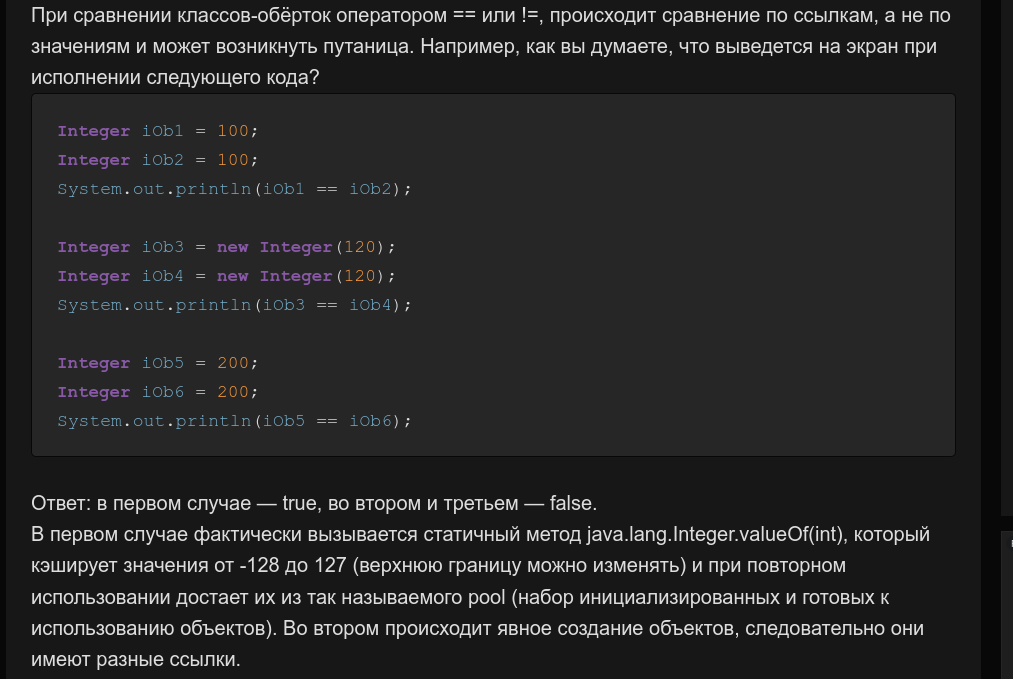 При сравнении классов-обёрток оператором == или !=, происходит сравнение по ссылкам, а не по
значениям и может возникнуть путаница. Например, как вы думаете, что выведется на экран при
исполнении следующего кода?
Integer iOb1 = 100;
Integer iOb2 = 100;
System.out.println(iOb1 == iOb2);
Integer iOb3 = new Integer(120);
Integer iOb4 = new Integer(120);
System.out.println(iOb3 == iOb4);
Integer iOb5 = 200;
Integer iOb6 = 200;
System.out.println(iOb5 == iOb6);
Ответ: в первом случае — true, во втором и третьем — false.
В первом случае фактически вызывается статичный метод java.lang.Integer.valueOf(int), который
кэширует значения от -128 до 127 (верхнюю границу можно изменять) и при повторном
использовании достает их из так называемого pool (набор инициализированных и готовых к
использованию объектов). Во втором происходит явное создание объектов, следовательно они
имеют разные ссылки.